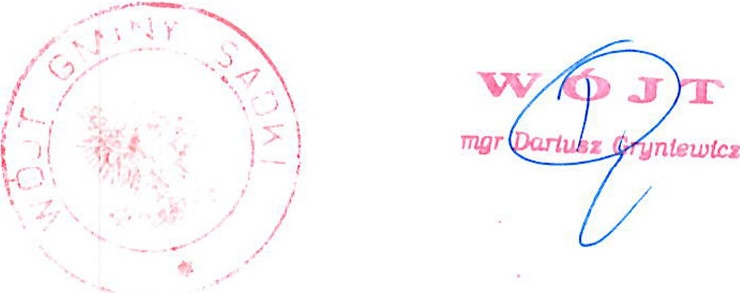 WÓJT GMINY SADKI
WÓJT
mgr Dariusz Gryniewicz